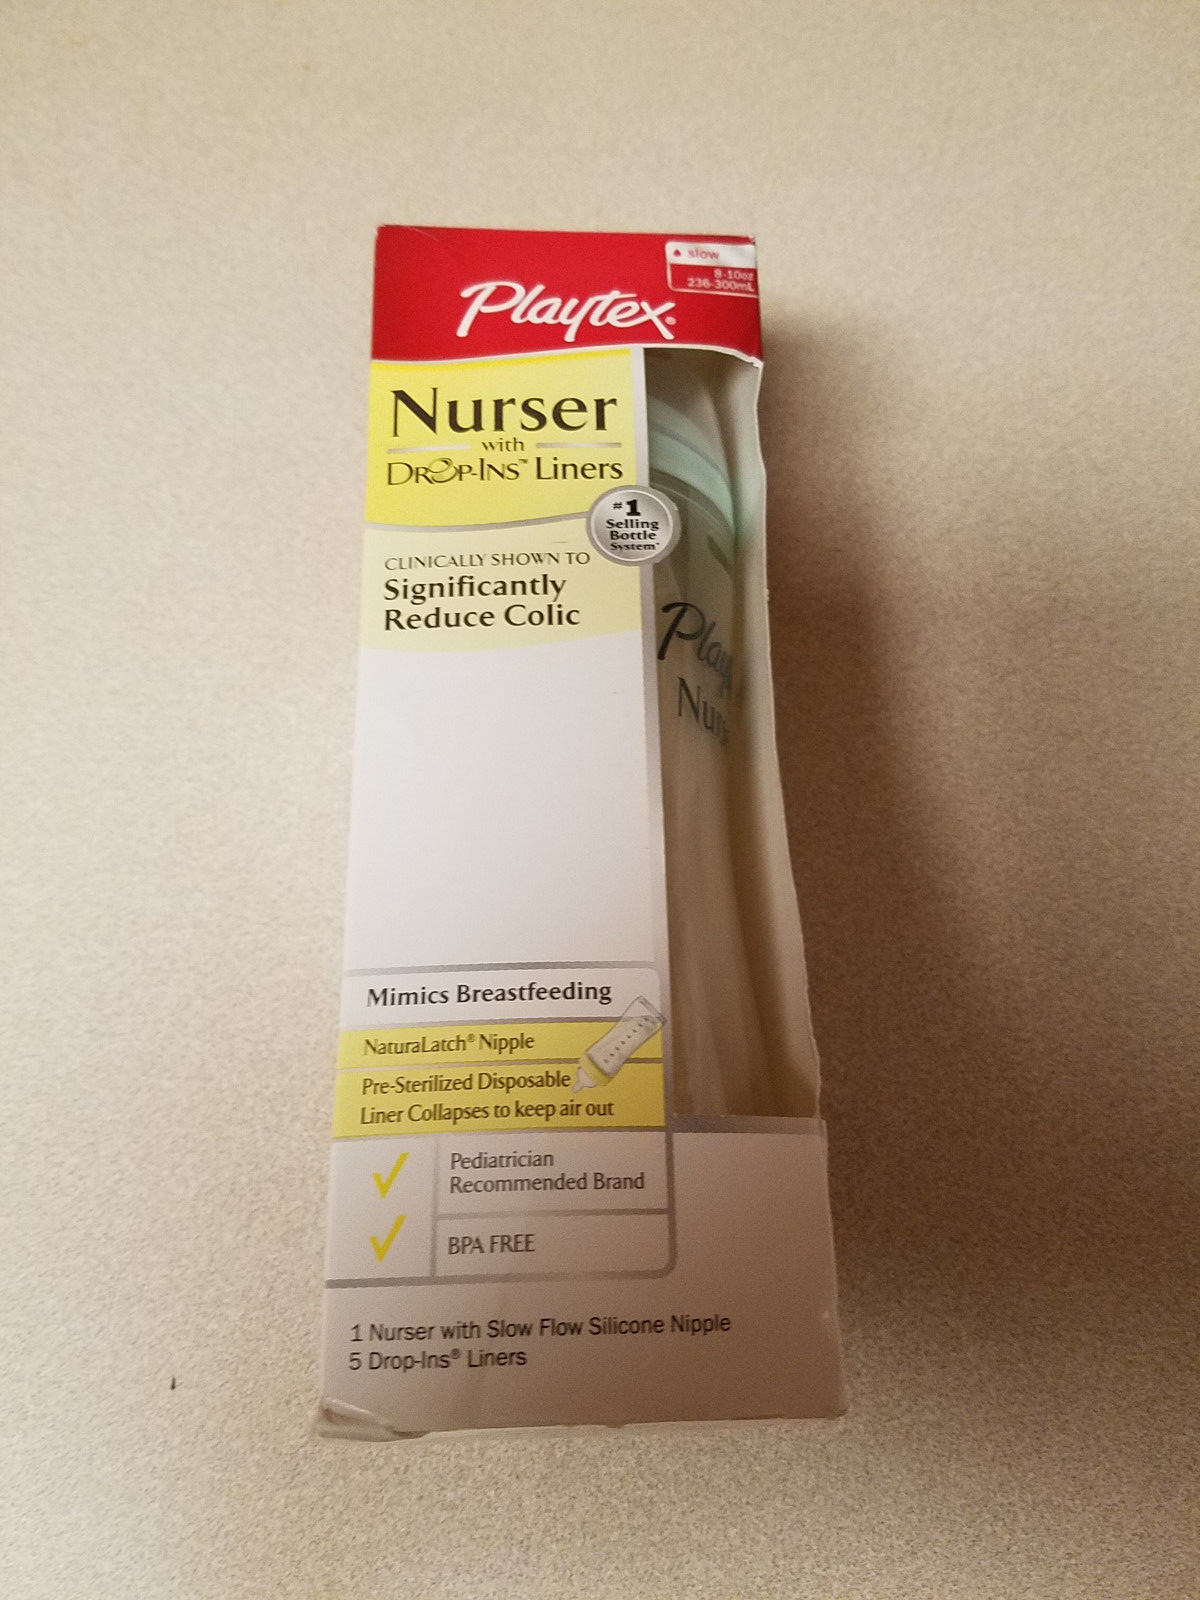 slow
8-10oz
236-300mL
Playtex®
Nurser
with
DROP-INS™ Liners
#1
Selling
Bottle
System*
CLINICALLY SHOWN TO
Significantly
Reduce Colic
Play
Nurs
Mimics Breastfeeding
NaturaLatch® Nipple
Pre-Sterilized Disposable
Liner Collapses to keep air out
Pediatrician
Recommended Brand
BPA FREE
1 Nurser with Slow Flow Silicone Nipple
5 Drop-Ins® Liners